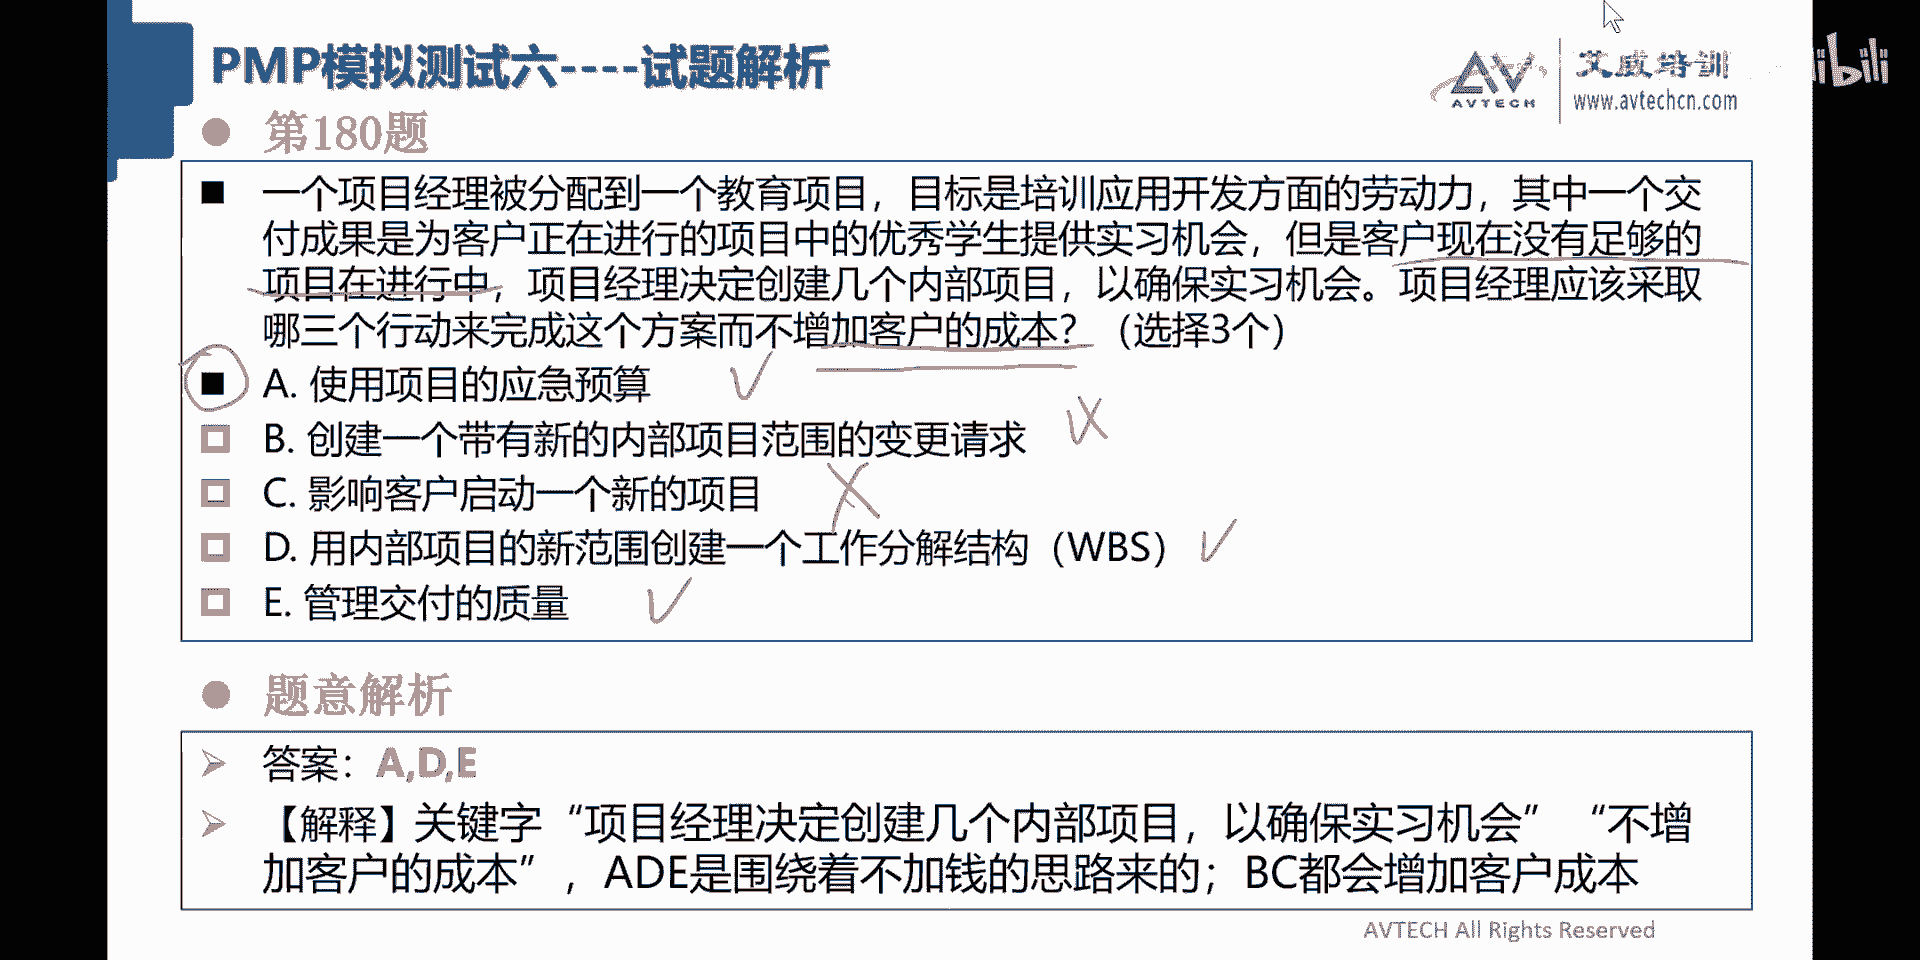 PMP模拟测试六----试题解析
AVTECH
艾威培训
www.avtechcn.com
bili
第180题
一个项目经理被分配到一个教育项目，目标是培训应用开发方面的劳动力，其中一个交
付成果是为客户正在进行的项目中的优秀学生提供实习机会，但是客户现在没有足够的
项目在进行中，项目经理决定创建几个内部项目，以确保实习机会。项目经理应该采取
哪三个行动来完成这个方案而不增加客户的成本？（选择3个）
A. 使用项目的应急预算
B. 创建一个带有新的内部项目范围的变更请求
C. 影响客户启动一个新的项目
D. 用内部项目的新范围创建一个工作分解结构（WBS）
E. 管理交付的质量
题意解析
答案：A,D,E
【解释】关键字“项目经理决定创建几个内部项目，以确保实习机会”“不增
加客户的成本”，ADE是围绕着不加钱的思路来的；BC都会增加客户成本
AVTECH All Rights Reserved